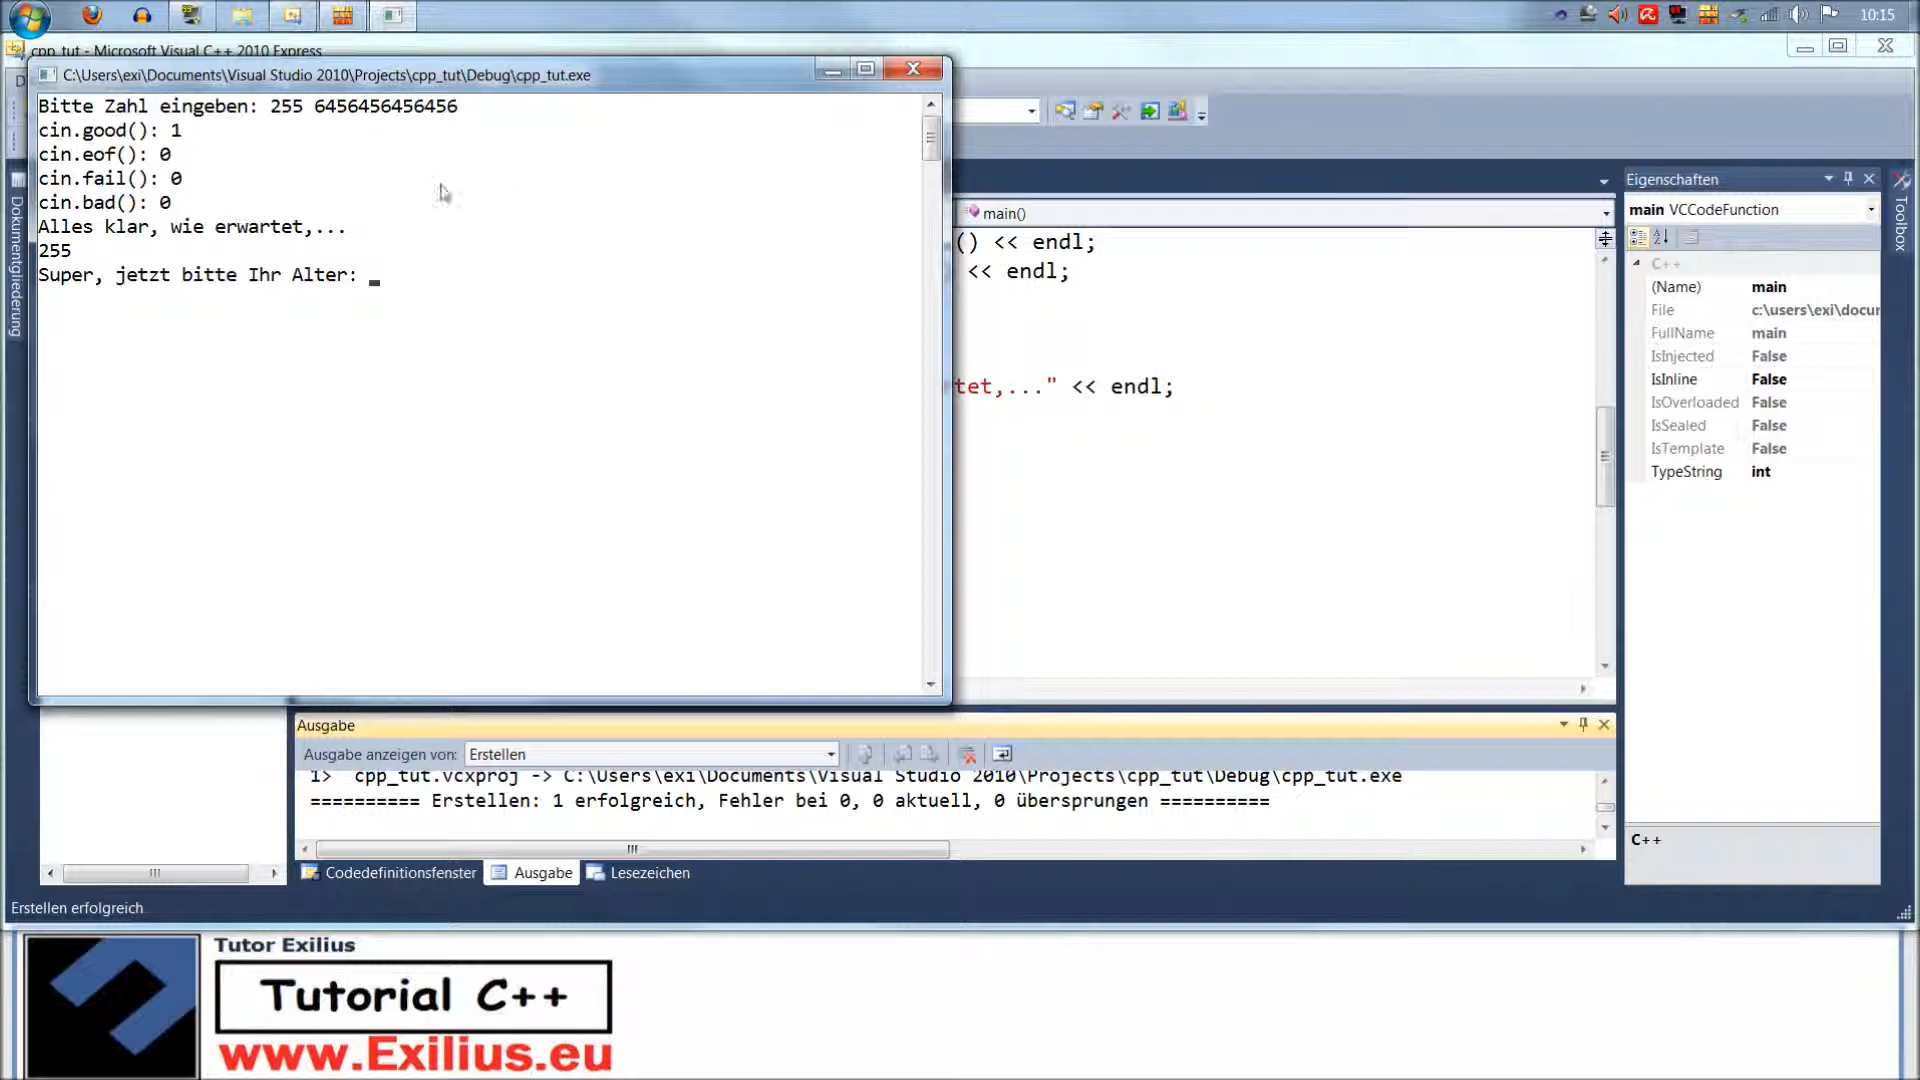 10:15
cpp_tut - Microsoft Visual C++ 2010 Express
C:\Users\exi\Documents\Visual Studio 2010\Projects\cpp_tut\Debug\cpp_tut.exe
Bitte Zahl eingeben: 255 6456456456456
cin.good(): 1
cin.eof(): 0
cin.fail(): 0
cin.bad(): 0
Alles klar, wie erwartet,...
255
Super, jetzt bitte Ihr Alter: _
D
Dokumentgliederung
main()
() << endl;
<< endl;
tet,..." << endl;
Eigenschaften
main VCCodeFunction
C++
(Name) main
File c:\users\exi\docur
FullName main
IsInjected False
IsInline False
IsOverloaded False
IsSealed False
IsTemplate False
TypeString int
C++
Toolbox
Ausgabe
Ausgabe anzeigen von: Erstellen
1> cpp_tut.vcxproj -> C:\Users\exi\Documents\Visual Studio 2010\Projects\cpp_tut\Debug\cpp_tut.exe
========== Erstellen: 1 erfolgreich, Fehler bei 0, 0 aktuell, 0 übersprungen ==========
Codedefinitionsfenster Ausgabe Lesezeichen
Erstellen erfolgreich
Tutor Exilius
Tutorial C++
www.Exilius.eu